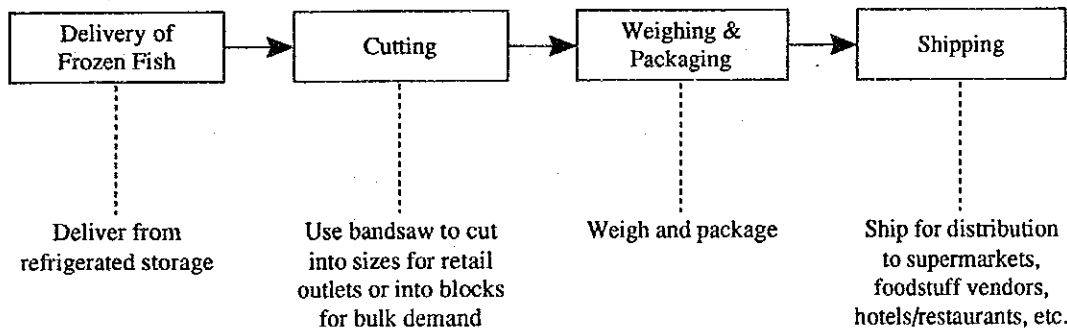 Delivery of
Frozen Fish
Cutting
Weighing &
Packaging
Shipping
Deliver from
refrigerated storage
Use bandsaw to cut
into sizes for retail
outlets or into blocks
for bulk demand
Weigh and package
Ship for distribution
to supermarkets,
foodstuff vendors,
hotels/restaurants, etc.